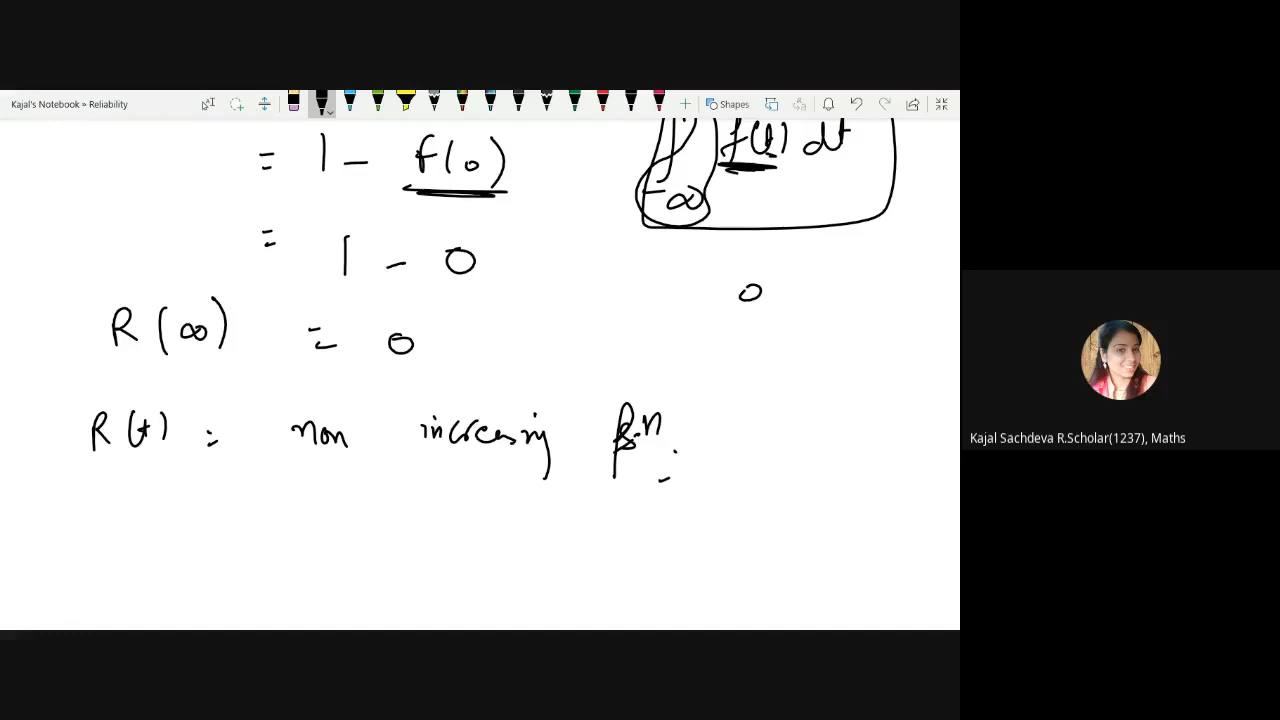 Kajal's Notebook » Reliability
Shapes
= 1 - f(0)
f(t) dt
-∞
= 1 - 0
0
R(∞) = 0
R(t) = non increasing fn.
Kajal Sachdeva R.Scholar(1237), Maths